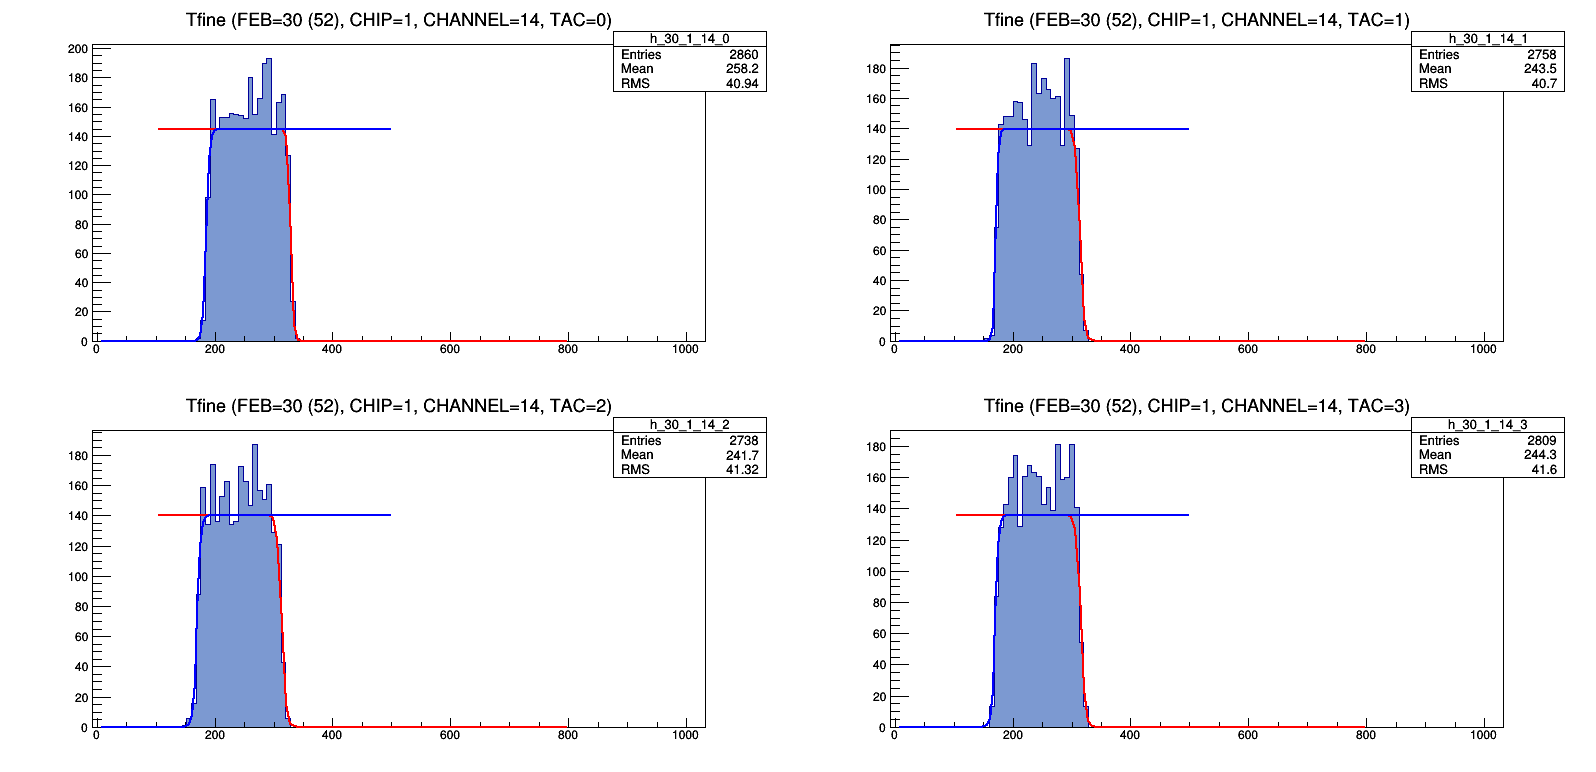 Tfine (FEB=30 (52), CHIP=1, CHANNEL=14, TAC=0)
h_30_1_14_0
Entries 2860
Mean 258.2
RMS 40.94
200
180
160
140
120
100
80
60
40
20
0
0 200 400 600 800 1000
Tfine (FEB=30 (52), CHIP=1, CHANNEL=14, TAC=1)
h_30_1_14_1
Entries 2758
Mean 243.5
RMS 40.7
180
160
140
120
100
80
60
40
20
0
0 200 400 600 800 1000
Tfine (FEB=30 (52), CHIP=1, CHANNEL=14, TAC=2)
h_30_1_14_2
Entries 2738
Mean 241.7
RMS 41.32
180
160
140
120
100
80
60
40
20
0
0 200 400 600 800 1000
Tfine (FEB=30 (52), CHIP=1, CHANNEL=14, TAC=3)
h_30_1_14_3
Entries 2809
Mean 244.3
RMS 41.6
180
160
140
120
100
80
60
40
20
0
0 200 400 600 800 1000